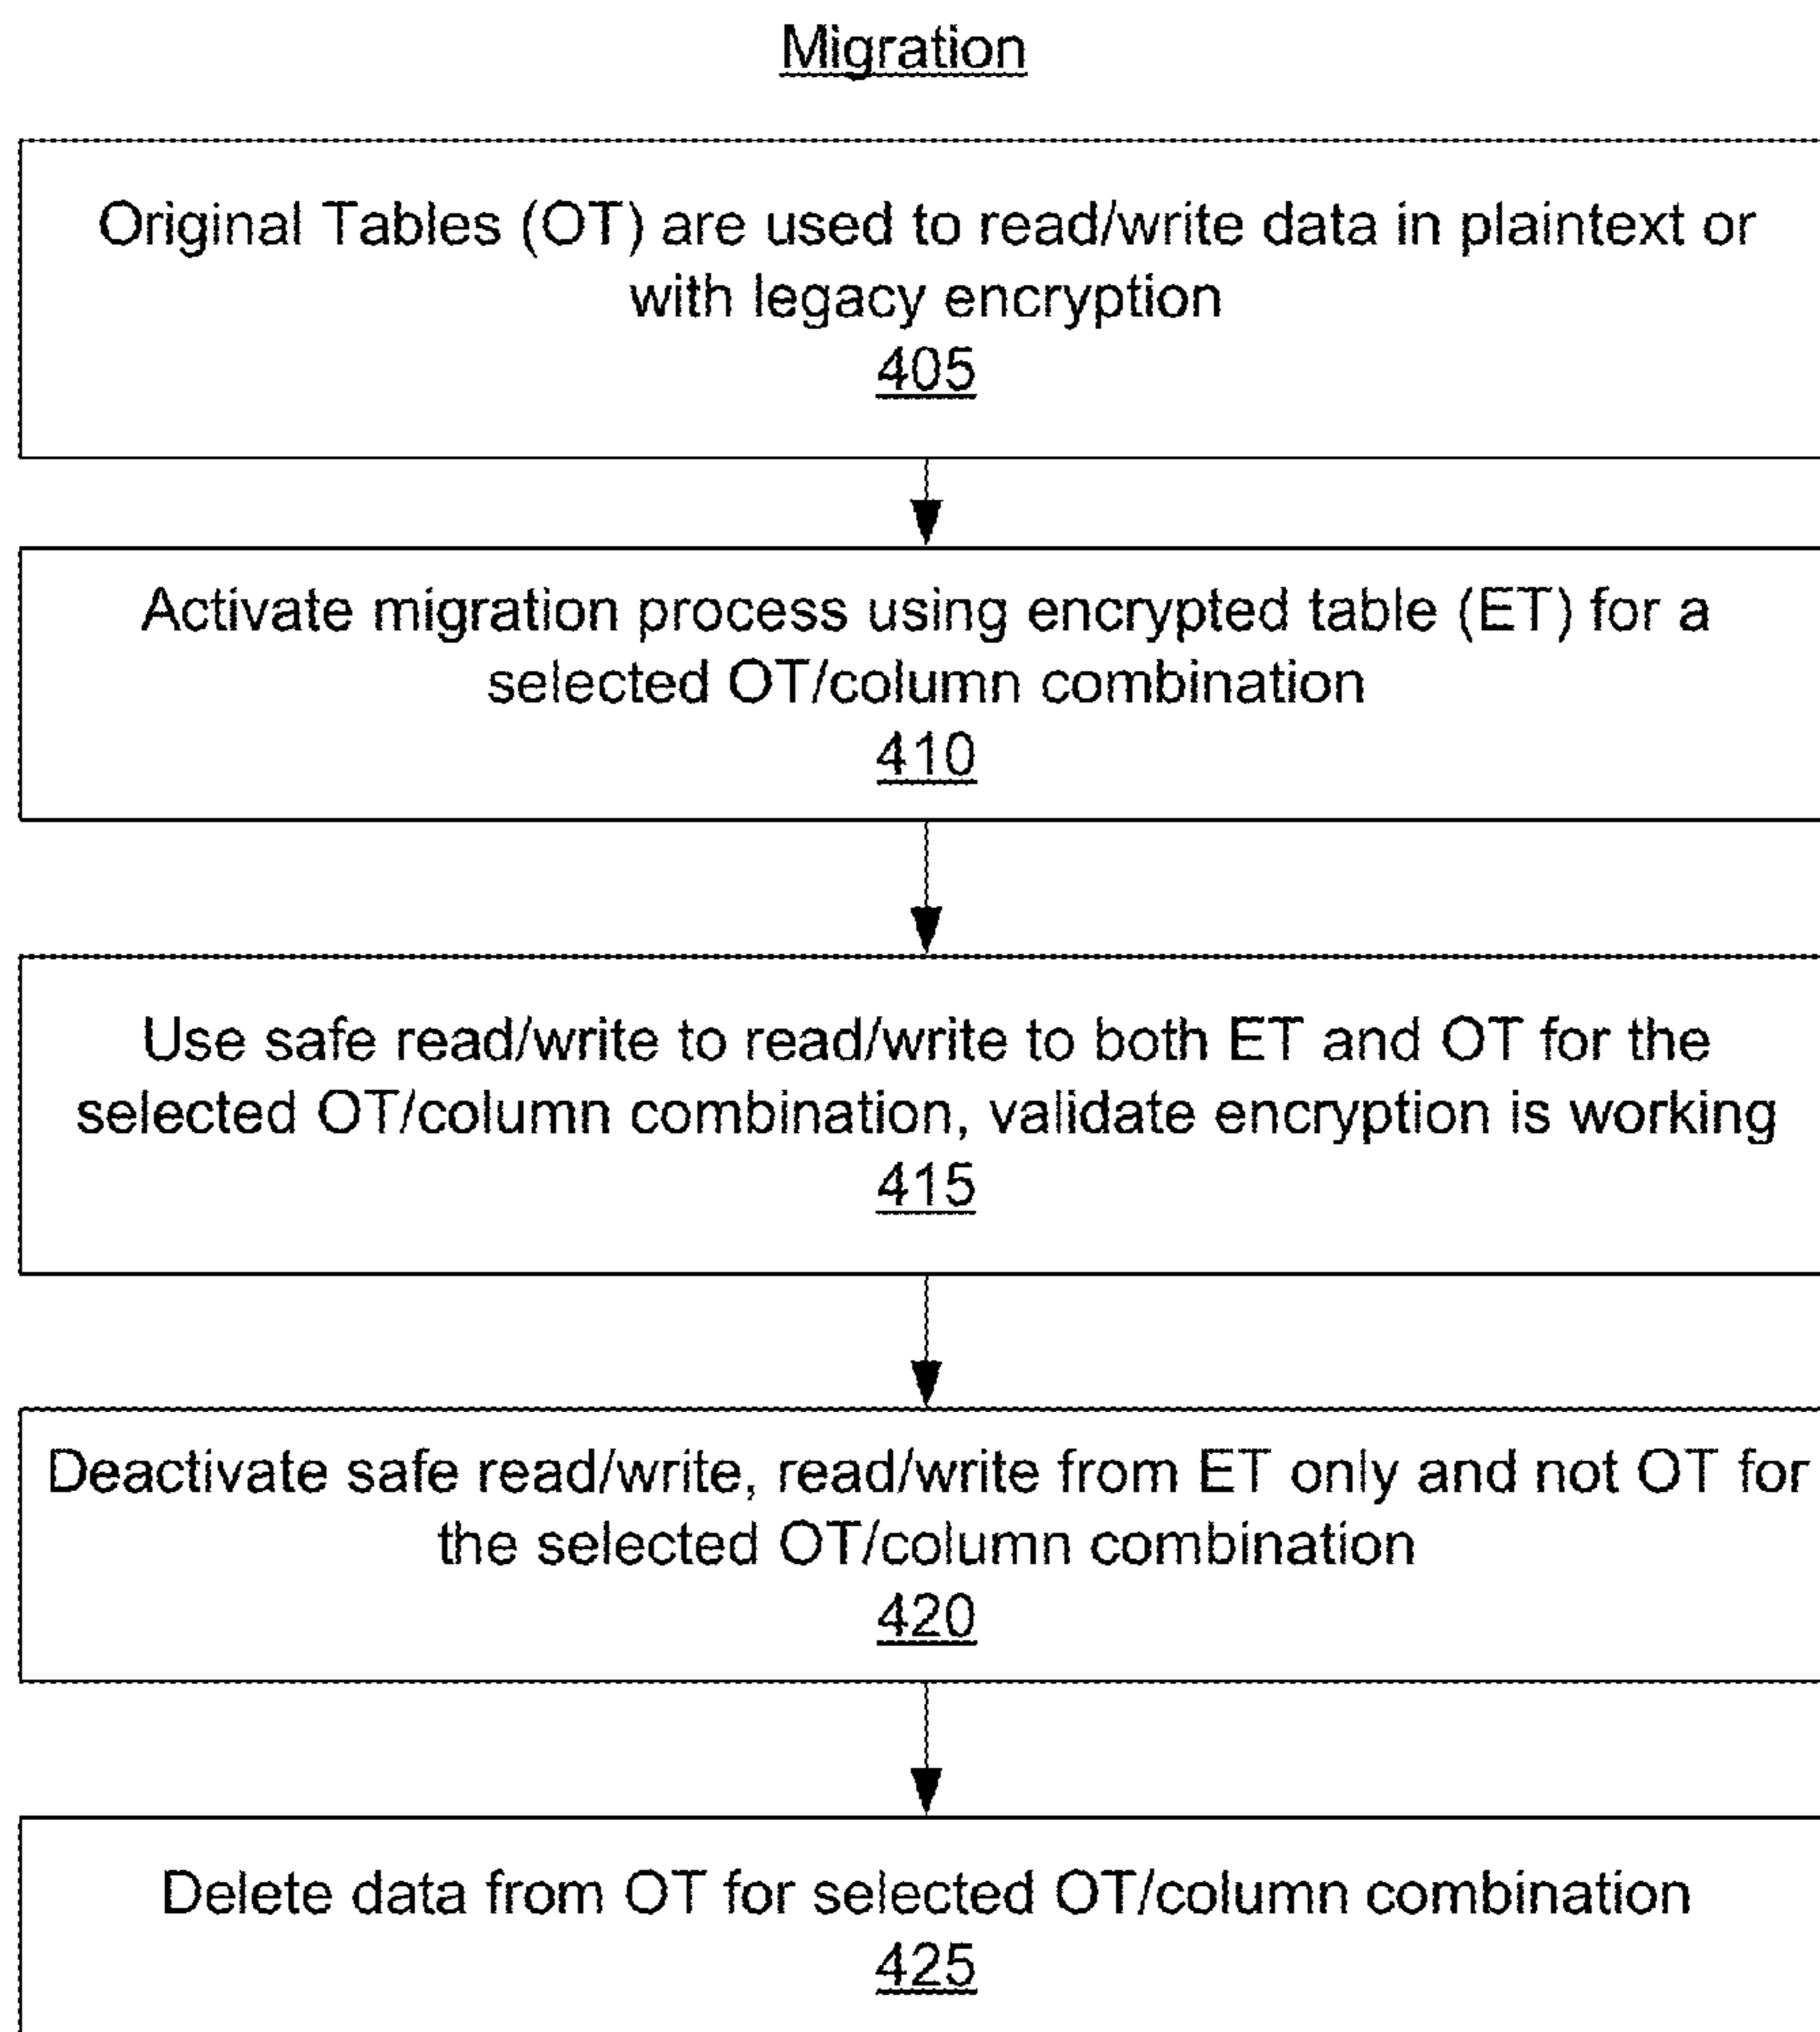 Migration
Original Tables (OT) are used to read/write data in plaintext or
with legacy encryption
405
Activate migration process using encrypted table (ET) for a
selected OT/column combination
410
Use safe read/write to read/write to both ET and OT for the
selected OT/column combination, validate encryption is working
415
Deactivate safe read/write, read/write from ET only and not OT for
the selected OT/column combination
420
Delete data from OT for selected OT/column combination
425